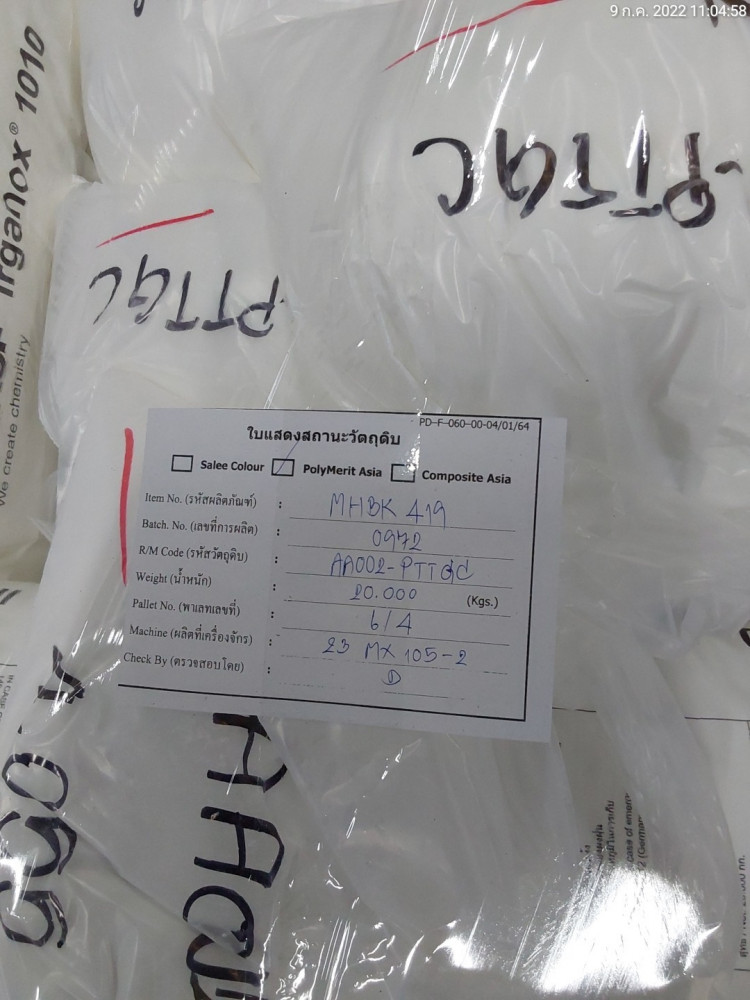 9 ก.ค. 2022 11:04:58
Irganox® 1010
We create chemistry
PTTGC
PTTGC
PD-F-060-00-04/01/64
ใบแสดงสถานะวัตถุดิบ
Salee Colour PolyMerit Asia Composite Asia
Item No. (รหัสผลิตภัณฑ์) : MHBK 419
Batch. No. (เลขที่การผลิต) : 0972
R/M Code (รหัสวัตถุดิบ) : AA002-PTTGC
Weight (น้ำหนัก) : 20.000 (Kgs.)
Pallet No. (พาเลทเลขที่) : 6/4
Machine (ผลิตที่เครื่องจักร) : 23 MX 105-2
Check By (ตรวจสอบโดย) :